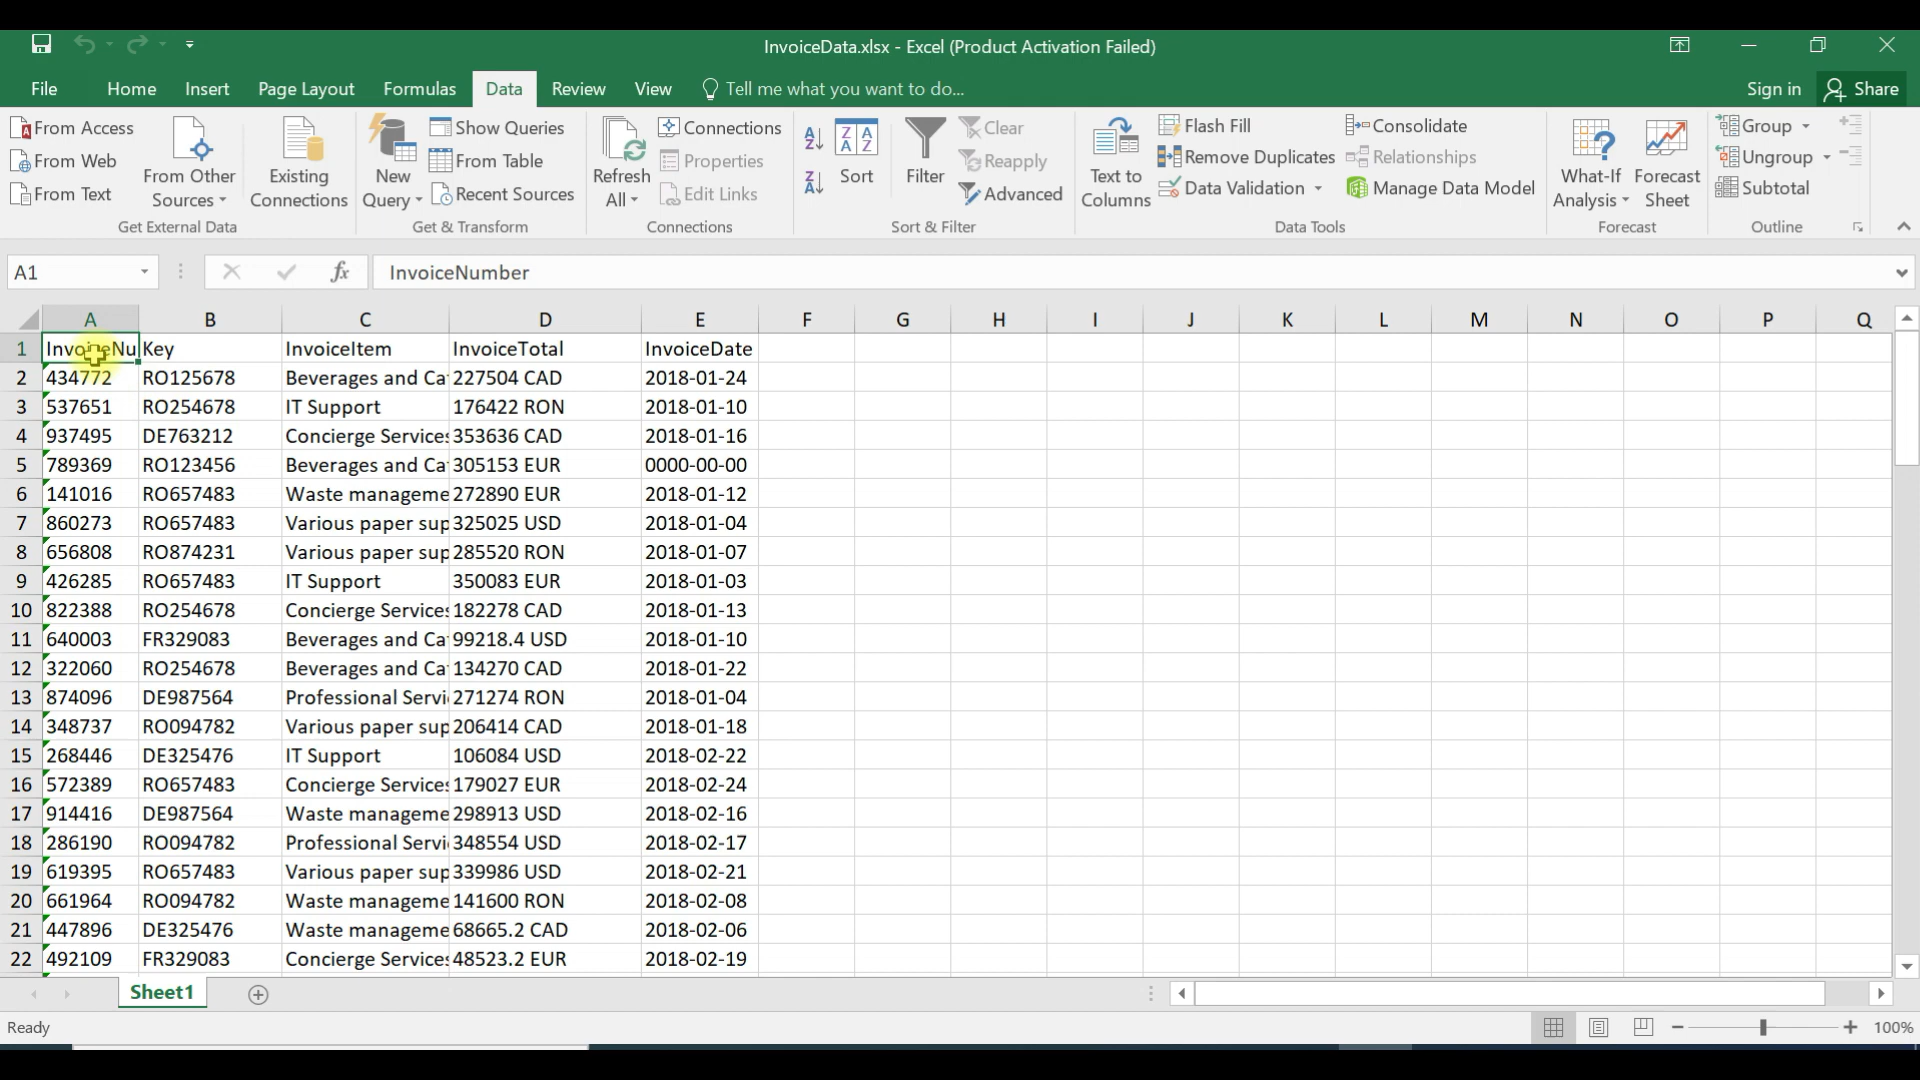 InvoiceData.xlsx - Excel (Product Activation Failed)
File Home Insert Page Layout Formulas Data Review View Tell me what you want to do... Sign in Share
From Access
From Web
From Text
From Other Sources
Existing Connections
Get External Data
New Query
Show Queries
From Table
Recent Sources
Get & Transform
Refresh All
Connections
Properties
Edit Links
Connections
Sort
Filter
Clear
Reapply
Advanced
Sort & Filter
Text to Columns
Flash Fill
Remove Duplicates
Data Validation
Consolidate
Relationships
Manage Data Model
Data Tools
What-If Analysis
Forecast Sheet
Forecast
Group
Ungroup
Subtotal
Outline
A1 fx InvoiceNumber
A B C D E F G H I J K L M N O P Q
1 InvoiceNu Key InvoiceItem InvoiceTotal InvoiceDate
2 434772 RO125678 Beverages and Ca 227504 CAD 2018-01-24
3 537651 RO254678 IT Support 176422 RON 2018-01-10
4 937495 DE763212 Concierge Services 353636 CAD 2018-01-16
5 789369 RO123456 Beverages and Ca 305153 EUR 0000-00-00
6 141016 RO657483 Waste manageme 272890 EUR 2018-01-12
7 860273 RO657483 Various paper sup 325025 USD 2018-01-04
8 656808 RO874231 Various paper sup 285520 RON 2018-01-07
9 426285 RO657483 IT Support 350083 EUR 2018-01-03
10 822388 RO254678 Concierge Services 182278 CAD 2018-01-13
11 640003 FR329083 Beverages and Ca 99218.4 USD 2018-01-10
12 322060 RO254678 Beverages and Ca 134270 CAD 2018-01-22
13 874096 DE987564 Professional Servi 271274 RON 2018-01-04
14 348737 RO094782 Various paper sup 206414 CAD 2018-01-18
15 268446 DE325476 IT Support 106084 USD 2018-02-22
16 572389 RO657483 Concierge Services 179027 EUR 2018-02-24
17 914416 DE987564 Waste manageme 298913 USD 2018-02-16
18 286190 RO094782 Professional Servi 348554 USD 2018-02-17
19 619395 RO657483 Various paper sup 339986 USD 2018-02-21
20 661964 RO094782 Waste manageme 141600 RON 2018-02-08
21 447896 DE325476 Waste manageme 68665.2 CAD 2018-02-06
22 492109 FR329083 Concierge Services 48523.2 EUR 2018-02-19
Sheet1
Ready 100%